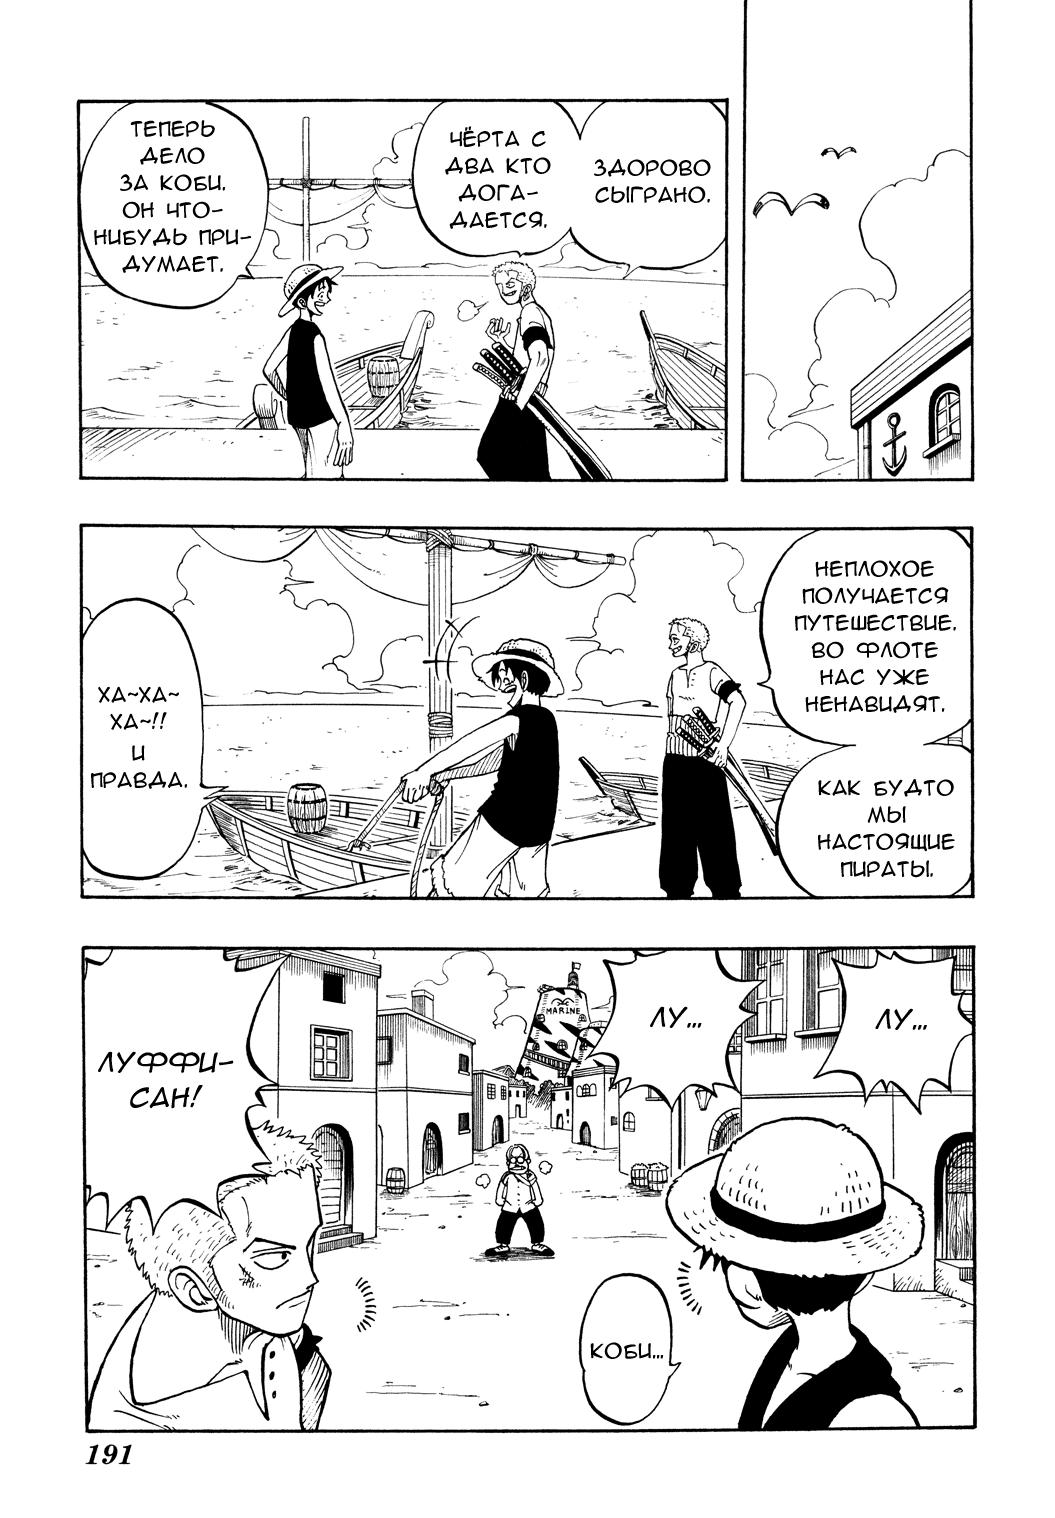 ЗДОРОВО
СЫГРАНО.
ЧЁРТА С
ДВА КТО
ДОГА-
ДАЕТСЯ.
ТЕПЕРЬ
ДЕЛО
ЗА КОБИ.
ОН ЧТО-
НИБУДЬ ПРИ-
ДУМАЕТ.
НЕПЛОХОЕ
ПОЛУЧАЕТСЯ
ПУТЕШЕСТВИЕ.
ВО ФЛОТЕ
НАС УЖЕ
НЕНАВИДЯТ.
КАК БУДТО
МЫ
НАСТОЯЩИЕ
ПИРАТЫ.
ХА~ХА~
ХА~!!
И
ПРАВДА.
ЛУ...
ЛУ...
MARINE
ЛУФФИ-
САН!
КОБИ...
191